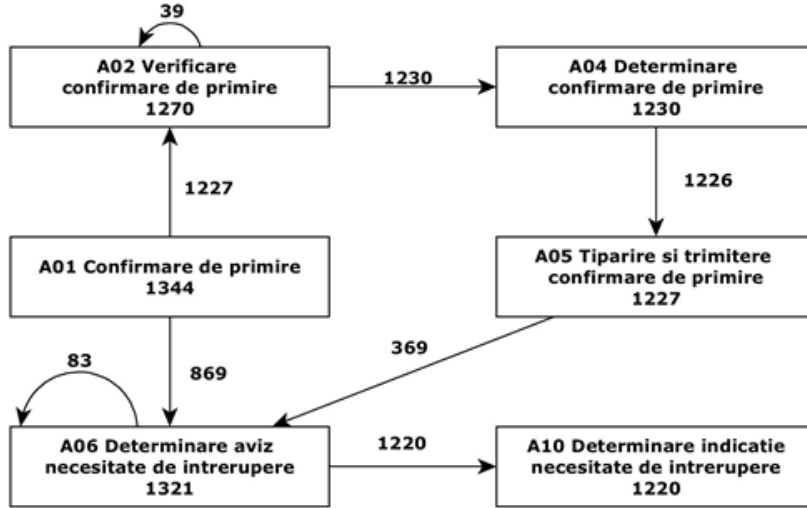 39
A02 Verificare
confirmare de primire
1270
1230
A04 Determinare
confirmare de primire
1230
1227
1226
A01 Confirmare de primire
1344
A05 Tiparire si trimitere
confirmare de primire
1227
83
869
369
A06 Determinare aviz
necesitate de intrerupere
1321
1220
A10 Determinare indicatie
necesitate de intrerupere
1220